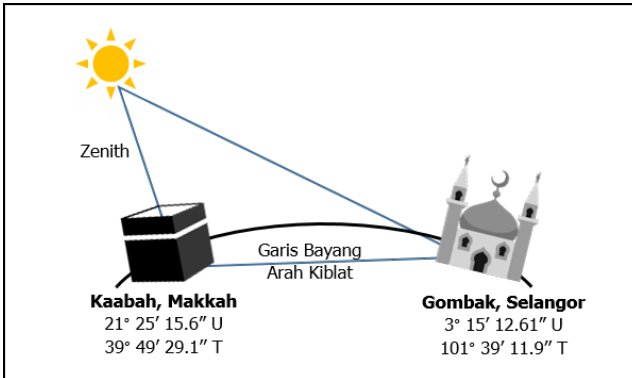 Zenith
Garis Bayang
Arah Kiblat
Kaabah, Makkah
21° 25′ 15.6″ U
39° 49′ 29.1″ T
Gombak, Selangor
3° 15′ 12.61″ U
101° 39′ 11.9″ T